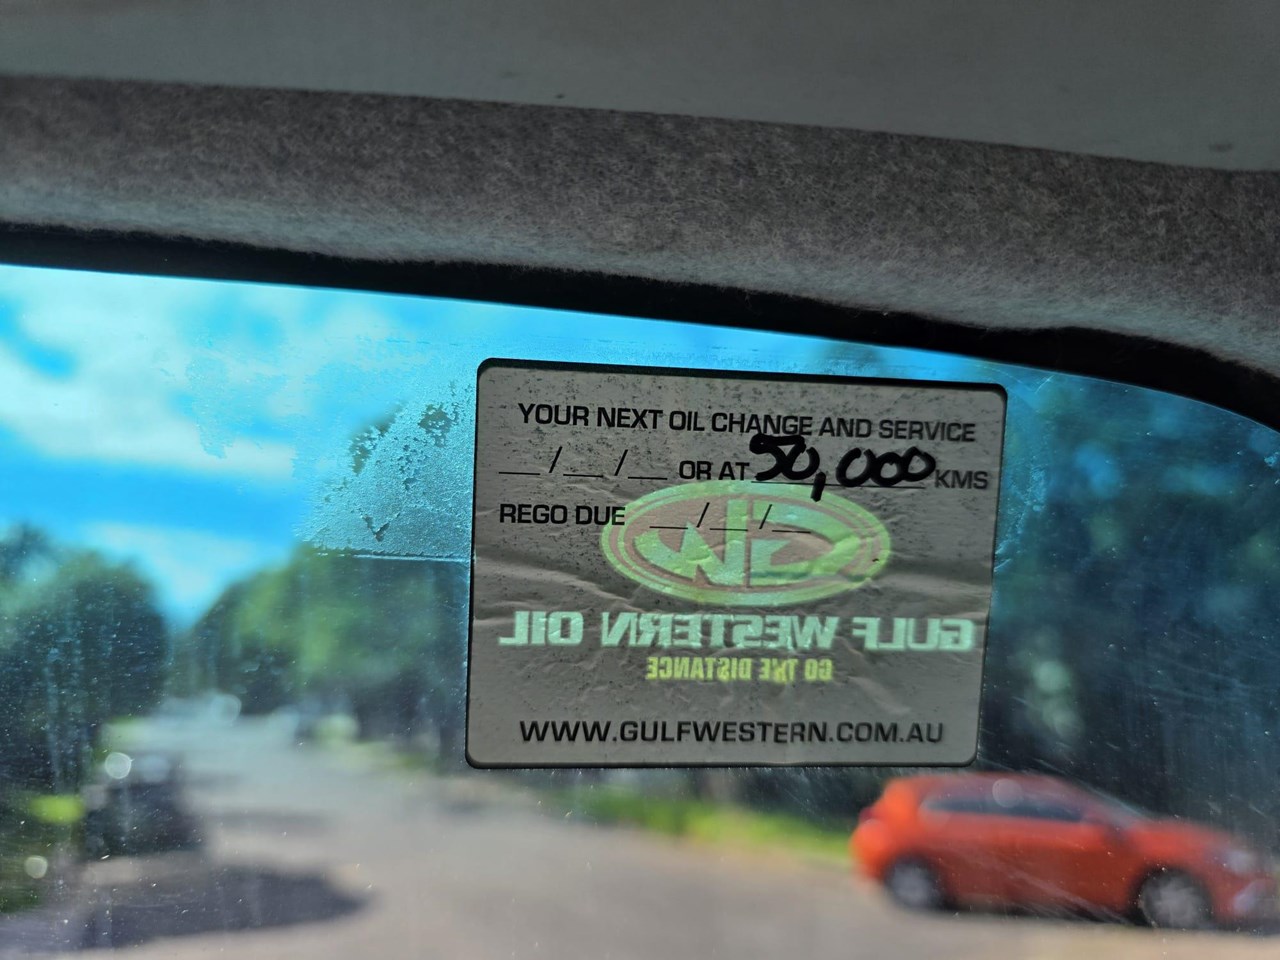 YOUR NEXT OIL CHANGE AND SERVICE
__/__/__ OR AT 50,000 KMS
REGO DUE __/__/__
GW
GULF WESTERN OIL
GO THE DISTANCE
WWW.GULFWESTERN.COM.AU